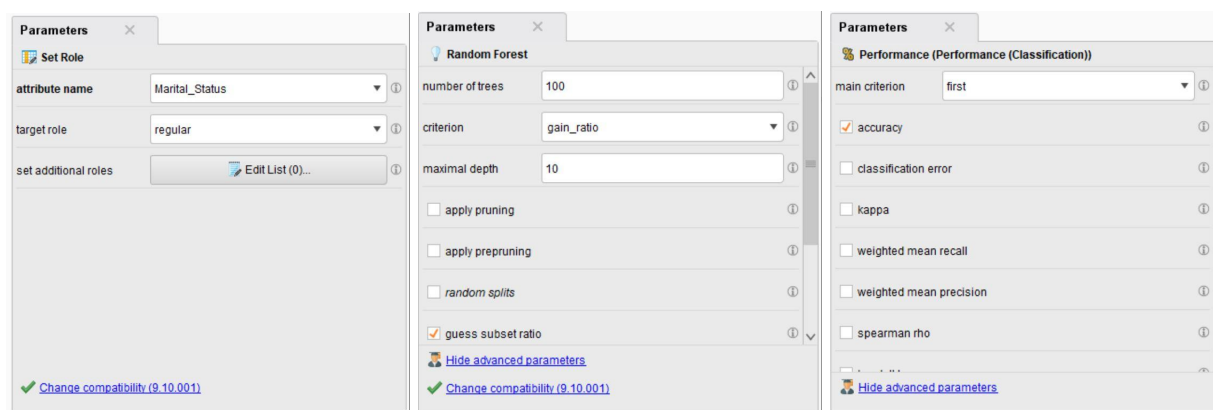 Parameters
Set Role
attribute name Marital_Status
target role regular
set additional roles Edit List (0)...
Change compatibility (9.10.001)
Parameters
Random Forest
number of trees 100
criterion gain_ratio
maximal depth 10
apply pruning
apply prepruning
random splits
guess subset ratio
Hide advanced parameters
Change compatibility (9.10.001)
Parameters
Performance (Performance (Classification))
main criterion first
accuracy
classification error
kappa
weighted mean recall
weighted mean precision
spearman rho
Hide advanced parameters